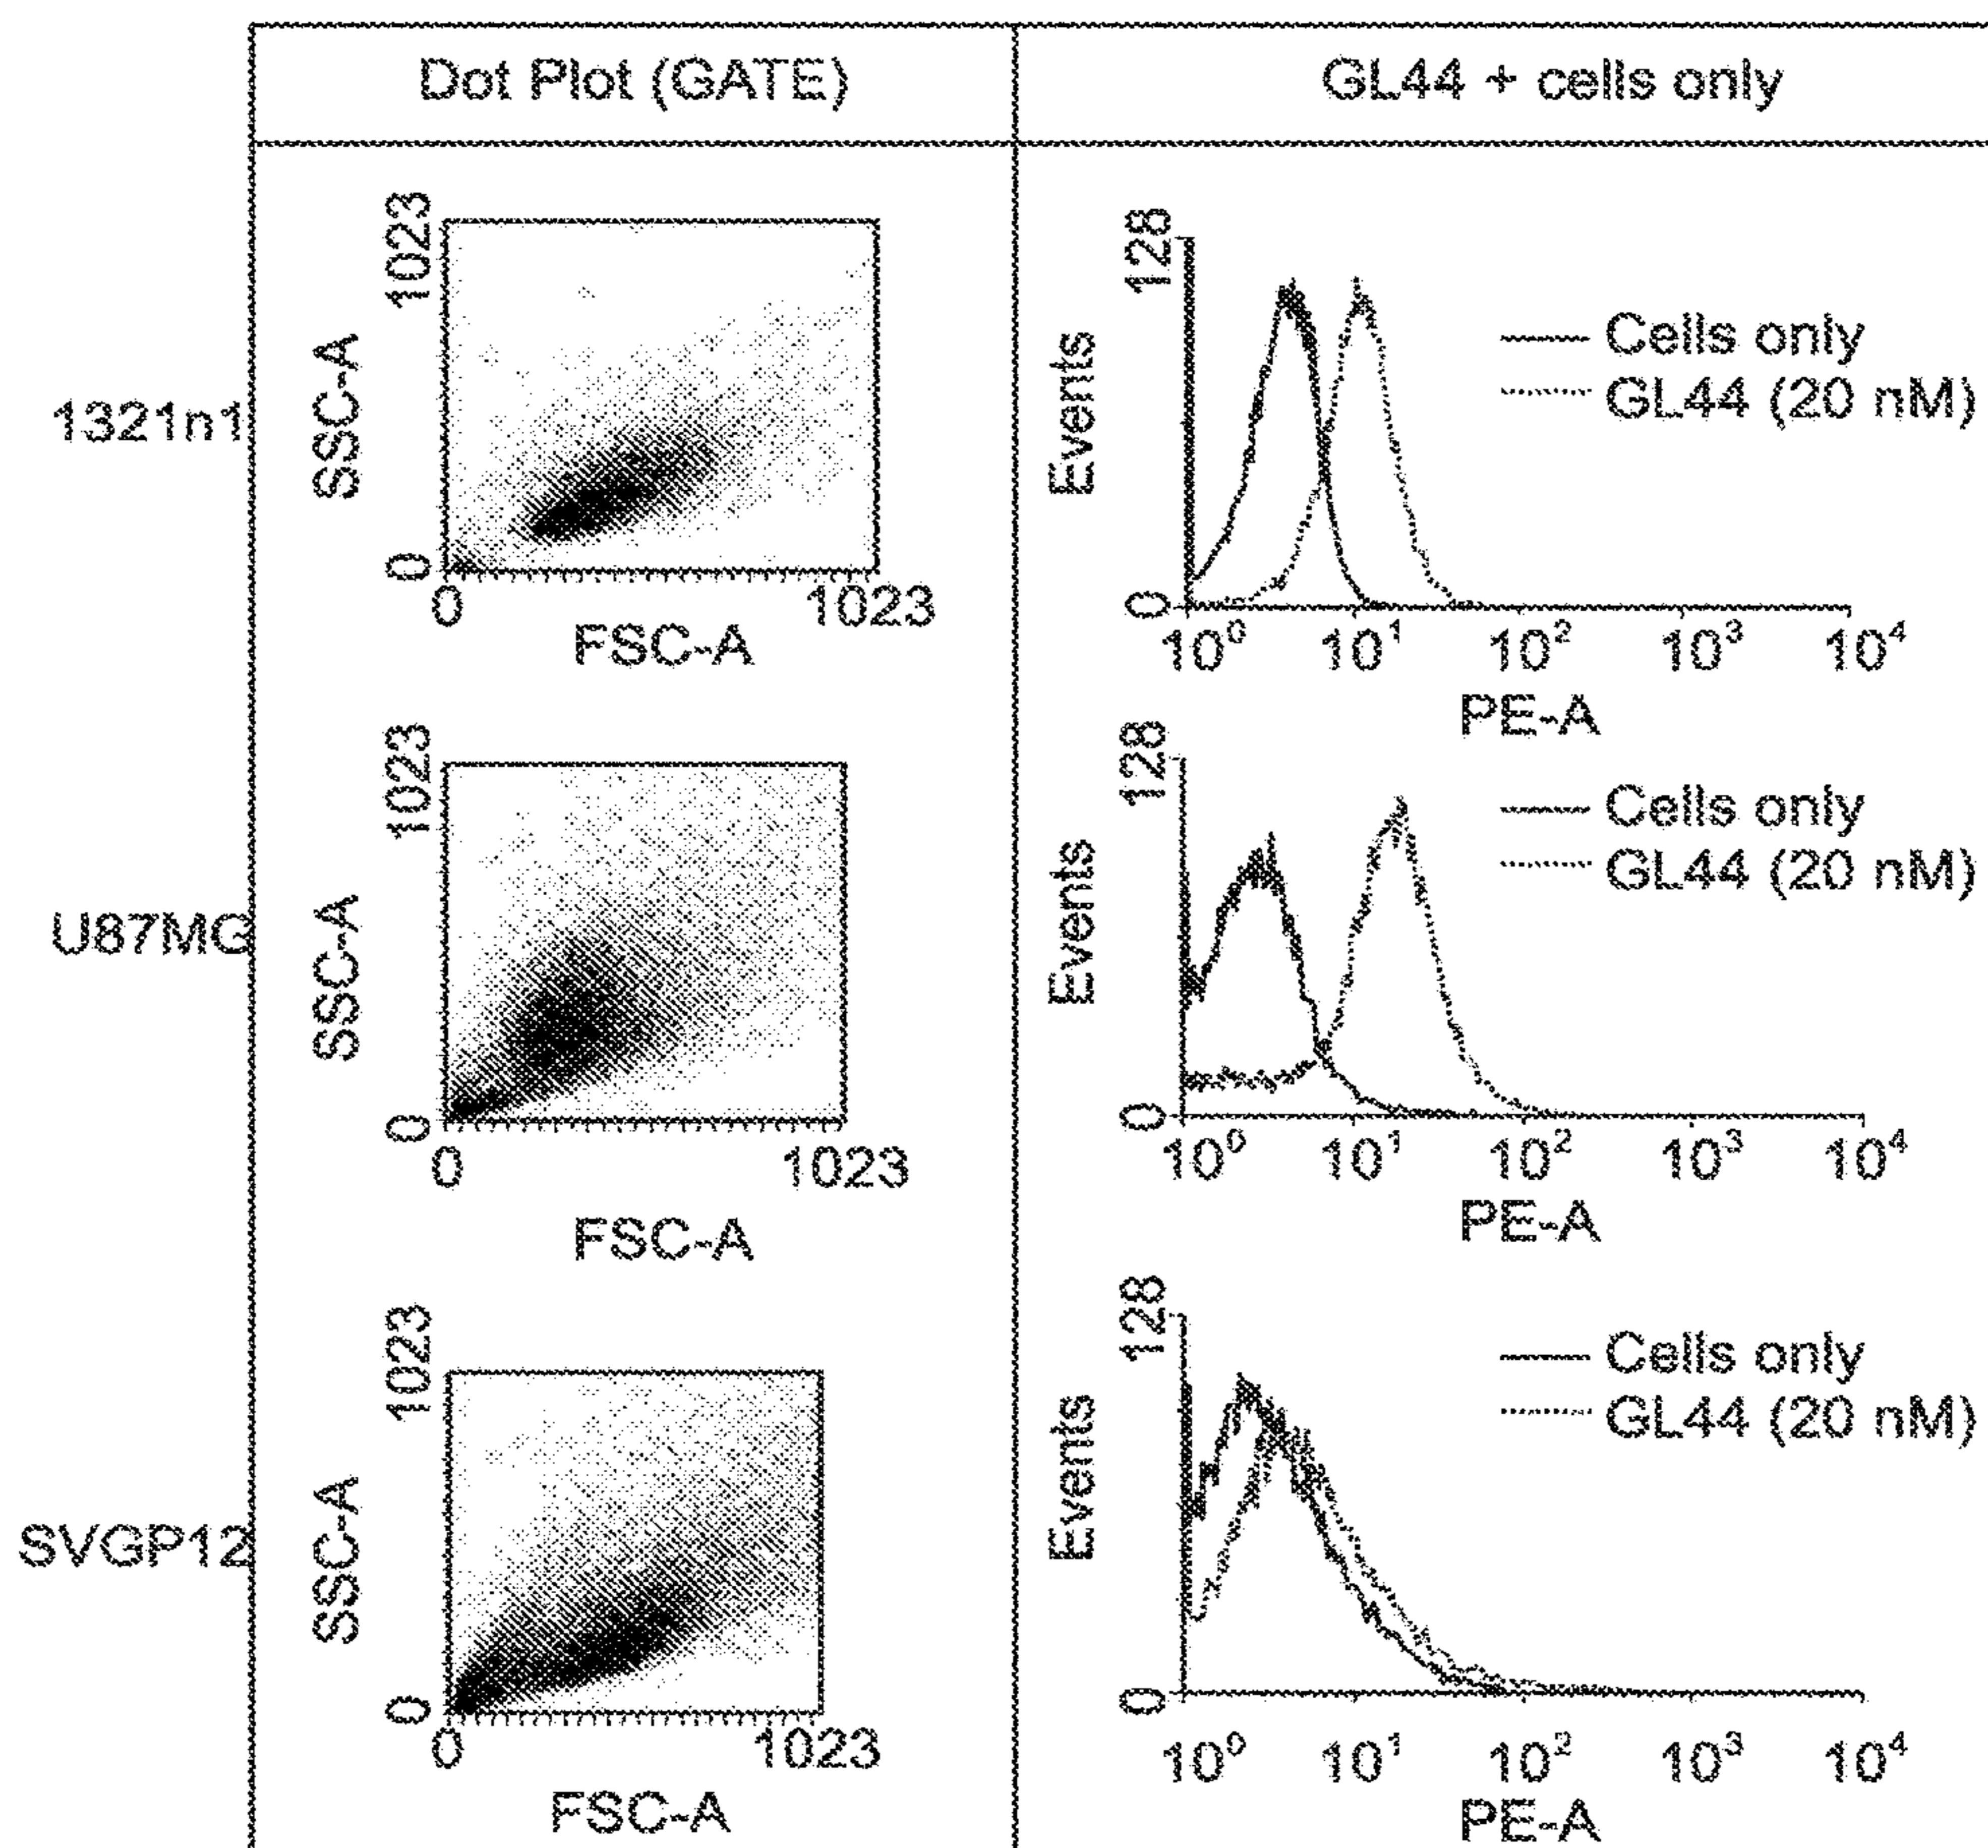 Dot Plot (GATE)
GL44 + cells only
1321n1
SSC-A
1023
0
0
1023
FSC-A
Events
128
0
Cells only
GL44 (20 nM)
10⁰ 10¹ 10² 10³ 10⁴
PE-A
U87MG
SSC-A
1023
0
0
1023
FSC-A
Events
128
0
Cells only
GL44 (20 nM)
10⁰ 10¹ 10² 10³ 10⁴
PE-A
SVGP12
SSC-A
1023
0
0
1023
FSC-A
Events
128
0
Cells only
GL44 (20 nM)
10⁰ 10¹ 10² 10³ 10⁴
PE-A